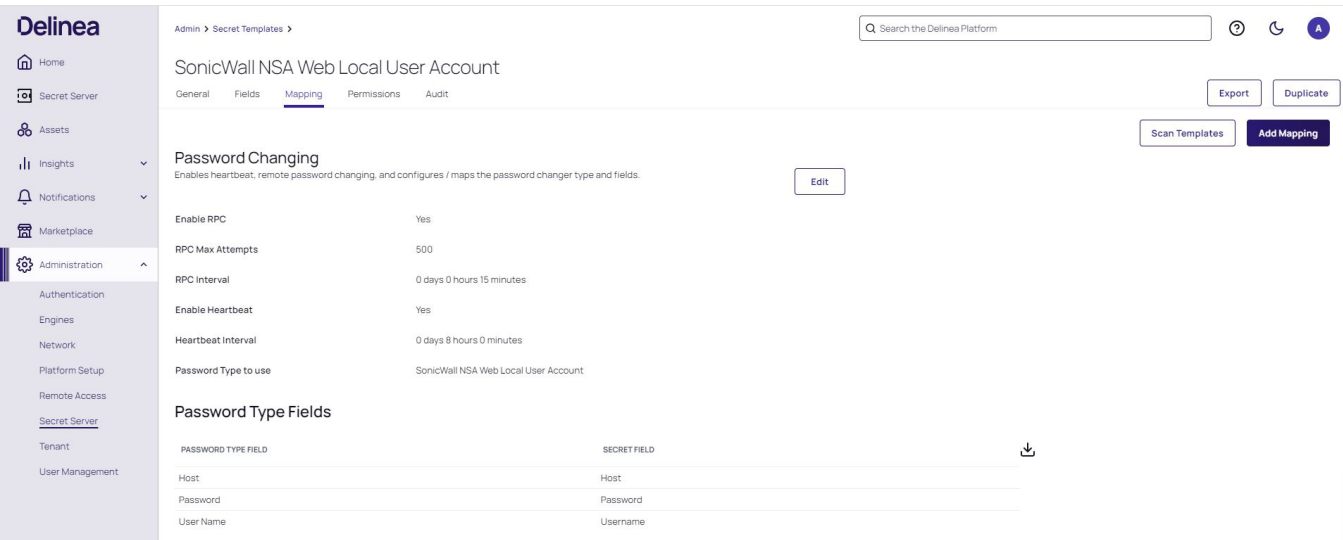 Delinea
Home
Secret Server
Assets
Insights
Notifications
Marketplace
Administration
Authentication
Engines
Network
Platform Setup
Remote Access
Secret Server
Tenant
User Management
Admin > Secret Templates >
Search the Delinea Platform
A
SonicWall NSA Web Local User Account
General Fields Mapping Permissions Audit
Export Duplicate
Scan Templates Add Mapping
Password Changing
Enables heartbeat, remote password changing, and configures / maps the password changer type and fields.
Edit
Enable RPC Yes
RPC Max Attempts 500
RPC Interval 0 days 0 hours 15 minutes
Enable Heartbeat Yes
Heartbeat Interval 0 days 8 hours 0 minutes
Password Type to use SonicWall NSA Web Local User Account
Password Type Fields
PASSWORD TYPE FIELD SECRET FIELD
Host Host
Password Password
User Name Username